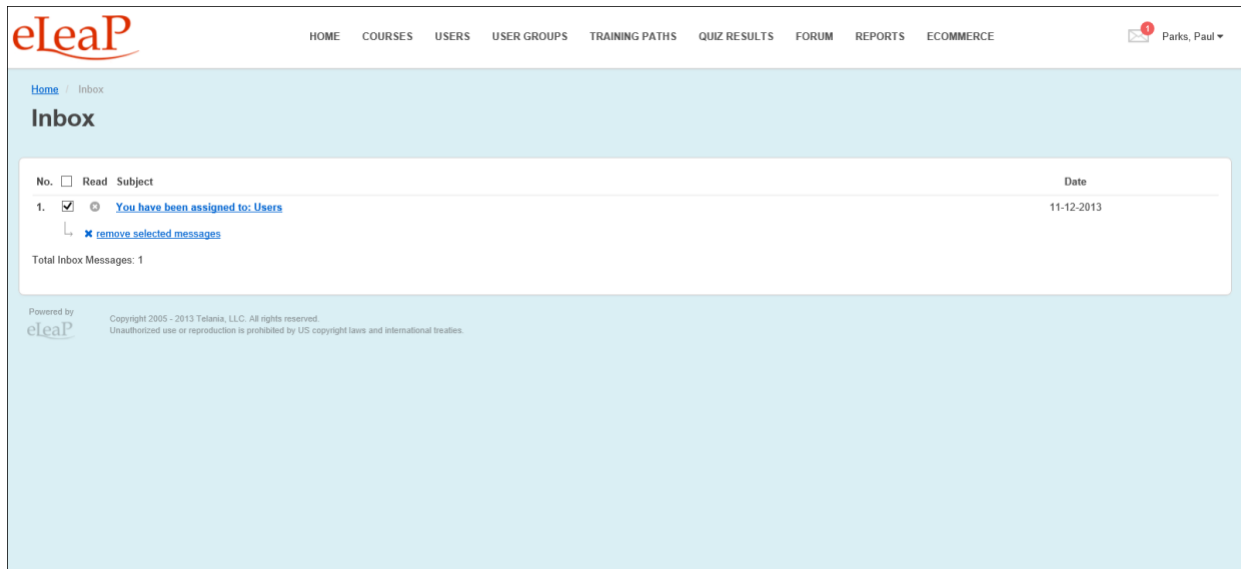 eLeaP HOME COURSES USERS USER GROUPS TRAINING PATHS QUIZ RESULTS FORUM REPORTS ECOMMERCE 1 Parks, Paul
Home / Inbox
Inbox
No. Read Subject Date
1. You have been assigned to: Users 11-12-2013
remove selected messages
Total Inbox Messages: 1
Powered by
eLeaP
Copyright 2005 - 2013 Telania, LLC. All rights reserved.
Unauthorized use or reproduction is prohibited by US copyright laws and international treaties.